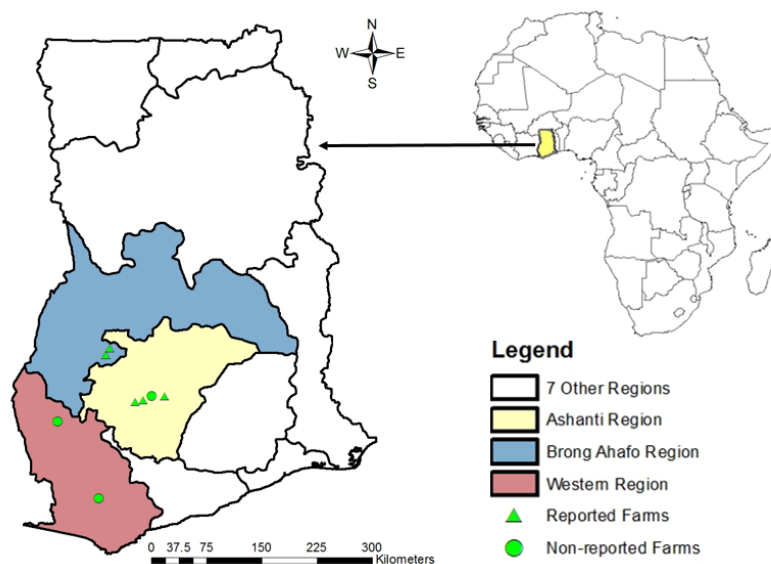 N
W E
S
Legend
7 Other Regions
Ashanti Region
Brong Ahafo Region
Western Region
Reported Farms
Non-reported Farms
0 37.5 75 150 225 300
Kilometers